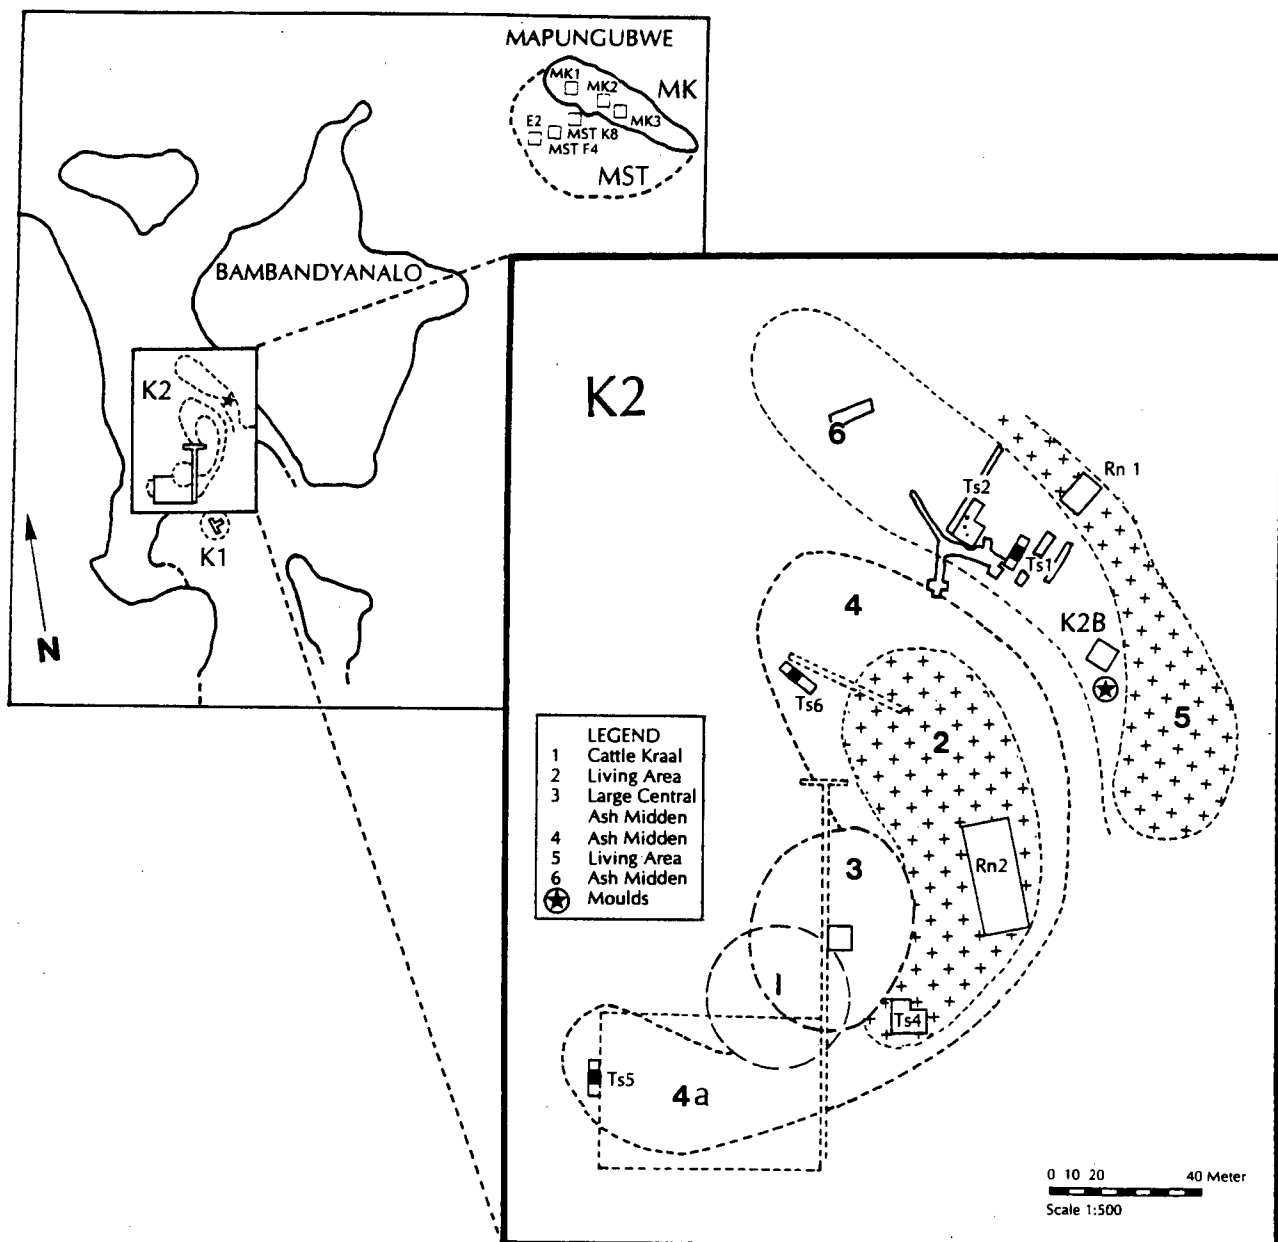 MAPUNGUBWE
MK1
MK2
MK
MK3
E2
MST K8
MST F4
MST
BAMBANDYANALO
K2
K1
N
K2
6
Rn 1
Ts2
Ts1
4
K2B
Ts6
2
5
LEGEND
1 Cattle Kraal
2 Living Area
3 Large Central
Ash Midden
4 Ash Midden
5 Living Area
6 Ash Midden
Moulds
3
Rn2
1
Ts4
Ts5
4a
0 10 20 40 Meter
Scale 1:500